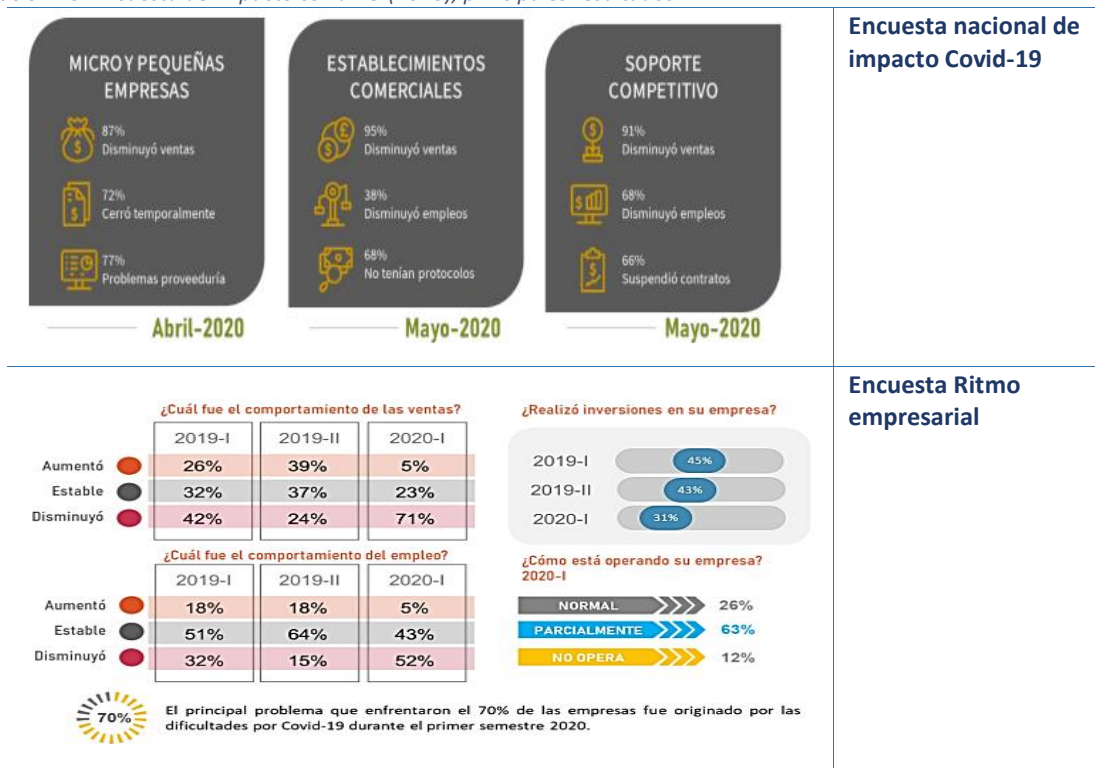 MICRO Y PEQUEÑAS
EMPRESAS
87%
Disminuyó ventas
72%
Cerró temporalmente
77%
Problemas proveeduría
Abril-2020
ESTABLECIMIENTOS
COMERCIALES
95%
Disminuyó ventas
38%
Disminuyó empleos
68%
No tenían protocolos
Mayo-2020
SOPORTE
COMPETITIVO
91%
Disminuyó ventas
68%
Disminuyó empleos
66%
Suspendió contratos
Mayo-2020
Encuesta nacional de
impacto Covid-19
¿Cuál fue el comportamiento de las ventas?
2019-I 2019-II 2020-I
Aumentó 26% 39% 5%
Estable 32% 37% 23%
Disminuyó 42% 24% 71%
¿Cuál fue el comportamiento del empleo?
2019-I 2019-II 2020-I
Aumentó 18% 18% 5%
Estable 51% 64% 43%
Disminuyó 32% 15% 52%
¿Realizó inversiones en su empresa?
2019-I 45%
2019-II 43%
2020-I 31%
¿Cómo está operando su empresa?
2020-I
NORMAL 26%
PARCIALMENTE 63%
NO OPERA 12%
70%
El principal problema que enfrentaron el 70% de las empresas fue originado por las
dificultades por Covid-19 durante el primer semestre 2020.
Encuesta Ritmo
empresarial